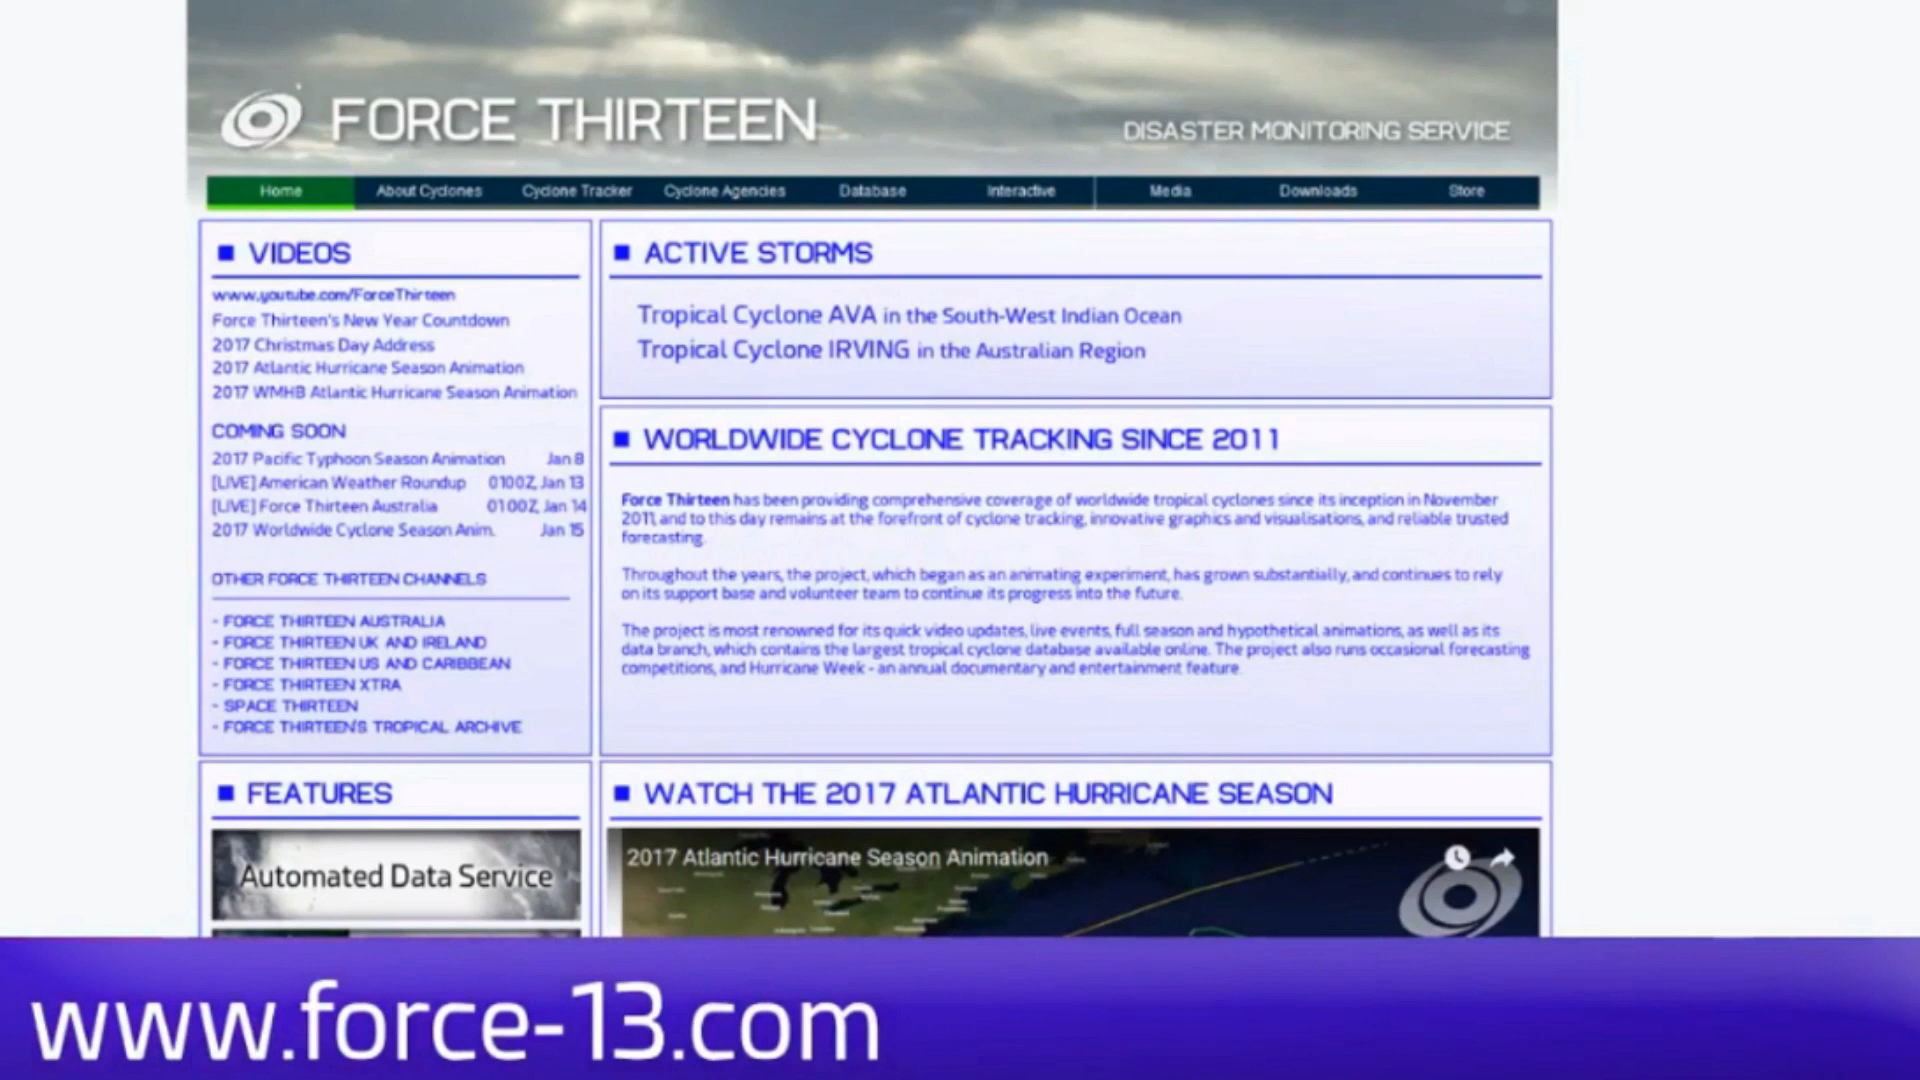 FORCE THIRTEEN
DISASTER MONITORING SERVICE
Home About Cyclones Cyclone Tracker Cyclone Agencies Database Interactive Media Downloads Store
VIDEOS
www.youtube.com/ForceThirteen
Force Thirteen's New Year Countdown
2017 Christmas Day Address
2017 Atlantic Hurricane Season Animation
2017 WMHB Atlantic Hurricane Season Animation
COMING SOON
2017 Pacific Typhoon Season Animation Jan 8
[LIVE] American Weather Roundup 0100Z, Jan 13
[LIVE] Force Thirteen Australia 0100Z, Jan 14
2017 Worldwide Cyclone Season Anim. Jan 15
OTHER FORCE THIRTEEN CHANNELS
- FORCE THIRTEEN AUSTRALIA
- FORCE THIRTEEN UK AND IRELAND
- FORCE THIRTEEN US AND CARIBBEAN
- FORCE THIRTEEN XTRA
- SPACE THIRTEEN
- FORCE THIRTEEN'S TROPICAL ARCHIVE
FEATURES
Automated Data Service
ACTIVE STORMS
Tropical Cyclone AVA in the South-West Indian Ocean
Tropical Cyclone IRVING in the Australian Region
WORLDWIDE CYCLONE TRACKING SINCE 2011
Force Thirteen has been providing comprehensive coverage of worldwide tropical cyclones since its inception in November
2011, and to this day remains at the forefront of cyclone tracking, innovative graphics and visualisations, and reliable trusted
forecasting.
Throughout the years, the project, which began as an animating experiment, has grown substantially, and continues to rely
on its support base and volunteer team to continue its progress into the future.
The project is most renowned for its quick video updates, live events, full season and hypothetical animations, as well as its
data branch, which contains the largest tropical cyclone database available online. The project also runs occasional forecasting
competitions, and Hurricane Week - an annual documentary and entertainment feature.
WATCH THE 2017 ATLANTIC HURRICANE SEASON
2017 Atlantic Hurricane Season Animation
www.force-13.com